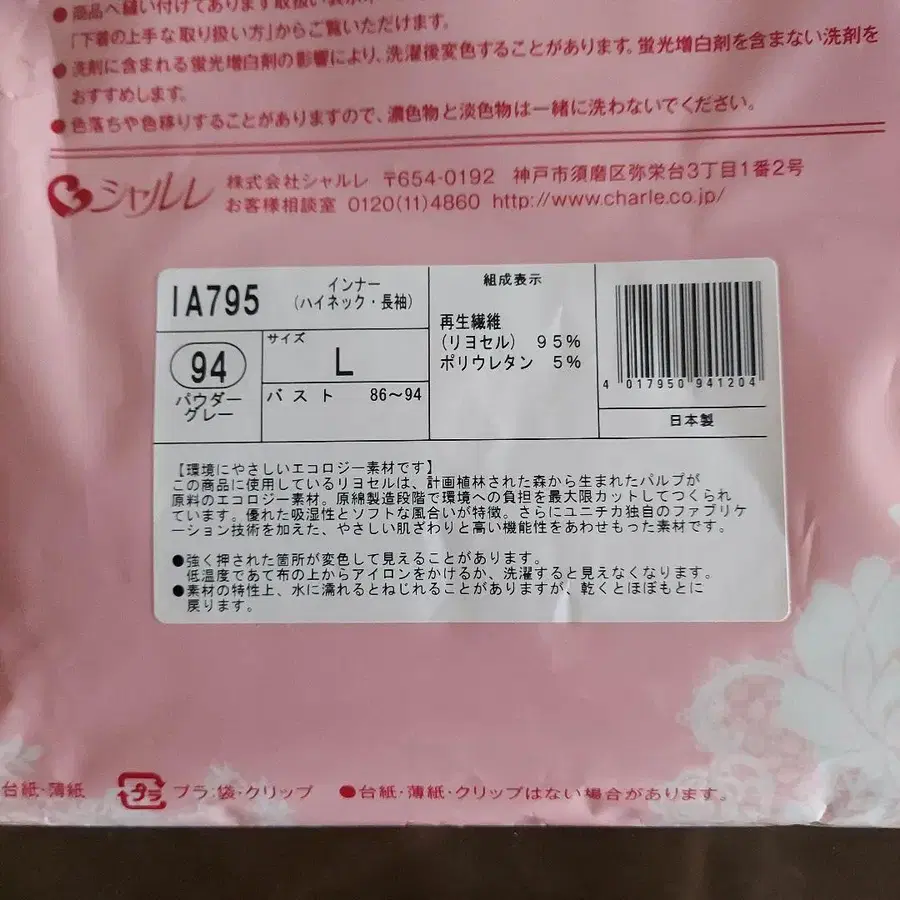 ●商品へ縫い付けてあります取扱い表示
「下着の上手な取り扱い方」からご覧いただけます。
●洗剤に含まれる蛍光増白剤の影響により、洗濯後変色することがあります。蛍光増白剤を含まない洗剤を
おすすめします。
●色落ちや色移りすることがありますので、濃色物と淡色物は一緒に洗わないでください。
シャルレ 株式会社シャルレ 〒654-0192 神戸市須磨区弥栄台3丁目1番2号
お客様相談室 0120(11)4860 http://www.charle.co.jp/
IA795
インナー
(ハイネック・長袖)
94
パウダー
グレー
サイズ
L
バスト 86～94
組成表示
再生繊維
(リヨセル) 95%
ポリウレタン 5%
4 017950 941204
日本製
【環境にやさしいエコロジー素材です】
この商品に使用しているリヨセルは、計画植林された森から生まれたパルプが
原料のエコロジー素材。原綿製造段階で環境への負担を最大限カットしてつくられ
ています。優れた吸湿性とソフトな風合いが特徴。さらにユニチカ独自のファブリケ
ーション技術を加えた、やさしい肌ざわりと高い機能性をあわせもった素材です。
●強く押された箇所が変色して見えることがあります。
低温度であて布の上からアイロンをかけるか、洗濯すると見えなくなります。
●素材の特性上、水に濡れるとねじれることがありますが、乾くとほぼもとに
戻ります。
台紙・薄紙 プラ プラ:袋・クリップ ●台紙・薄紙・クリップはない場合があります。